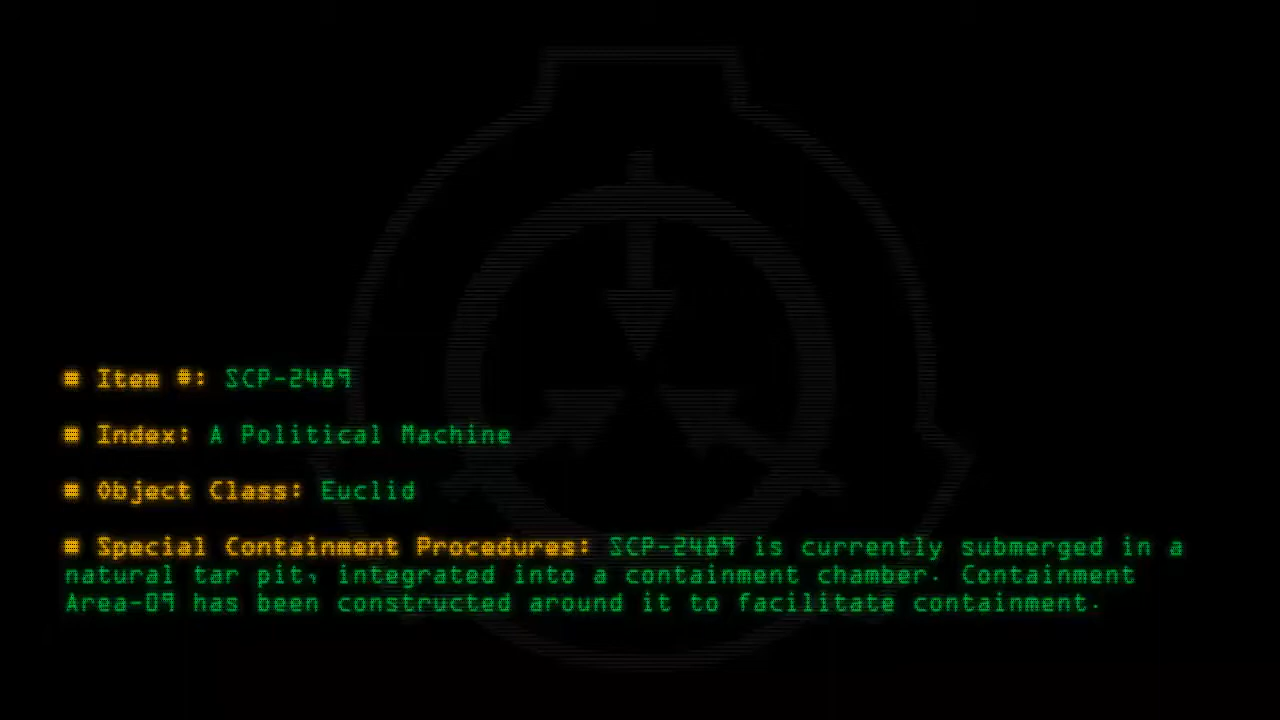 # Item #: SCP-2489
# Index: A Political Machine
# Object Class: Euclid
# Special Containment Procedures: SCP-2489 is currently submerged in a
natural tar pit, integrated into a containment chamber. Containment
Area-09 has been constructed around it to facilitate containment.